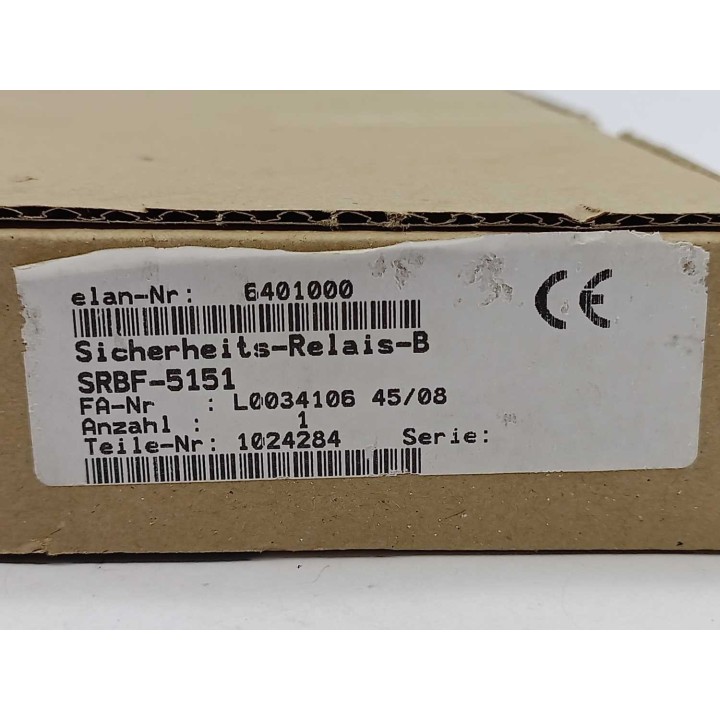 elan-Nr: 6401000
CE
Sicherheits-Relais-B
SRBF-5151
FA-Nr : L0034106 45/08
Anzahl : 1
Teile-Nr: 1024284 Serie: